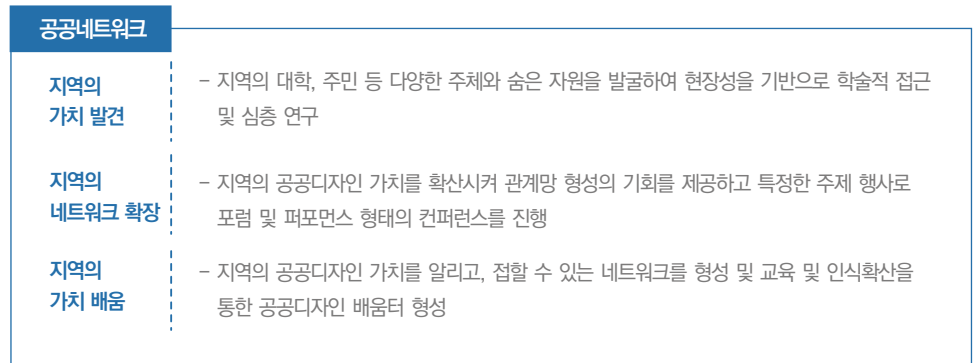 공공네트워크
지역의
가치 발견
- 지역의 대학, 주민 등 다양한 주체와 숨은 자원을 발굴하여 현장성을 기반으로 학술적 접근
및 심층 연구
지역의
네트워크 확장
- 지역의 공공디자인 가치를 확산시켜 관계망 형성의 기회를 제공하고 특정한 주제 행사로
포럼 및 퍼포먼스 형태의 컨퍼런스를 진행
지역의
가치 배움
- 지역의 공공디자인 가치를 알리고, 접할 수 있는 네트워크를 형성 및 교육 및 인식확산을
통한 공공디자인 배움터 형성